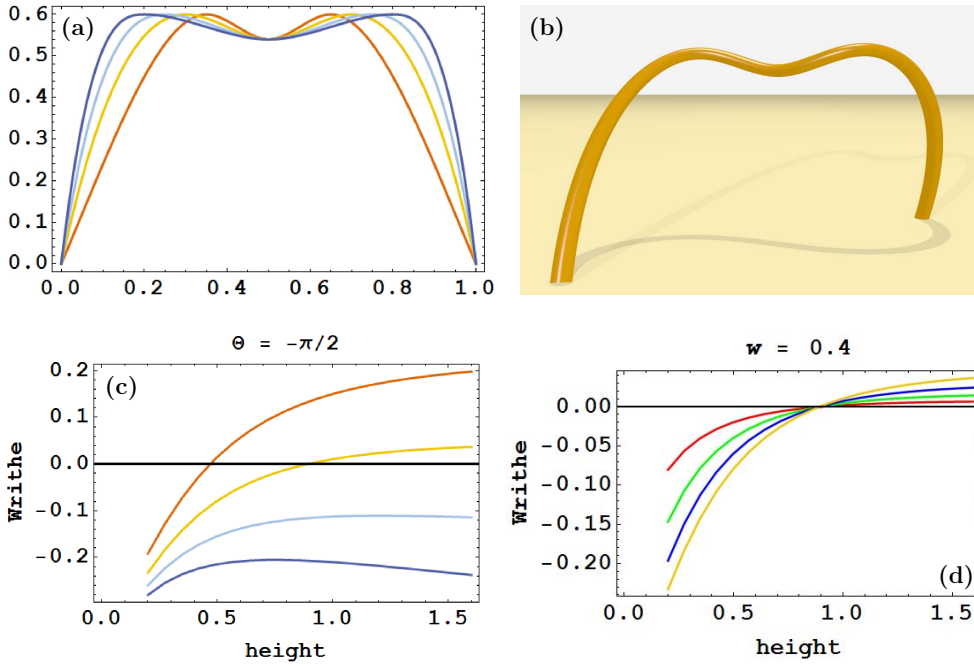 (a)
0.6
0.5
0.4
0.3
0.2
0.1
0.0
0.0 0.2 0.4 0.6 0.8 1.0
(b)
Θ = −π/2
(c)
Writhe
0.2
0.1
0.0
−0.1
−0.2
0.0 0.5 1.0 1.5
height
w = 0.4
Writhe
0.00
−0.05
−0.10
−0.15
−0.20
(d)
0.0 0.5 1.0 1.5
height